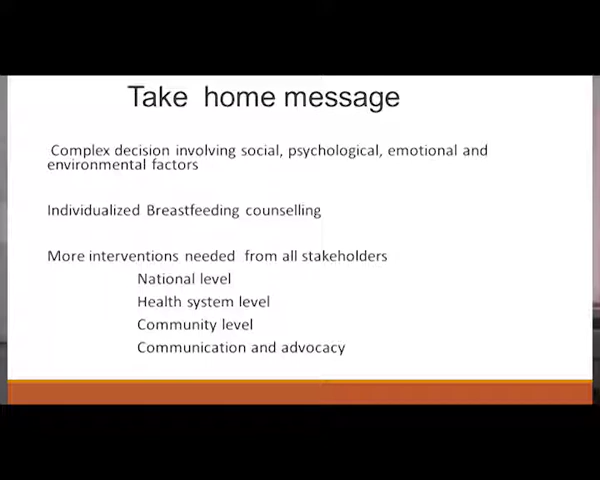 Take home message
Complex decision involving social, psychological, emotional and
environmental factors
Individualized Breastfeeding counselling
More interventions needed from all stakeholders
National level
Health system level
Community level
Communication and advocacy